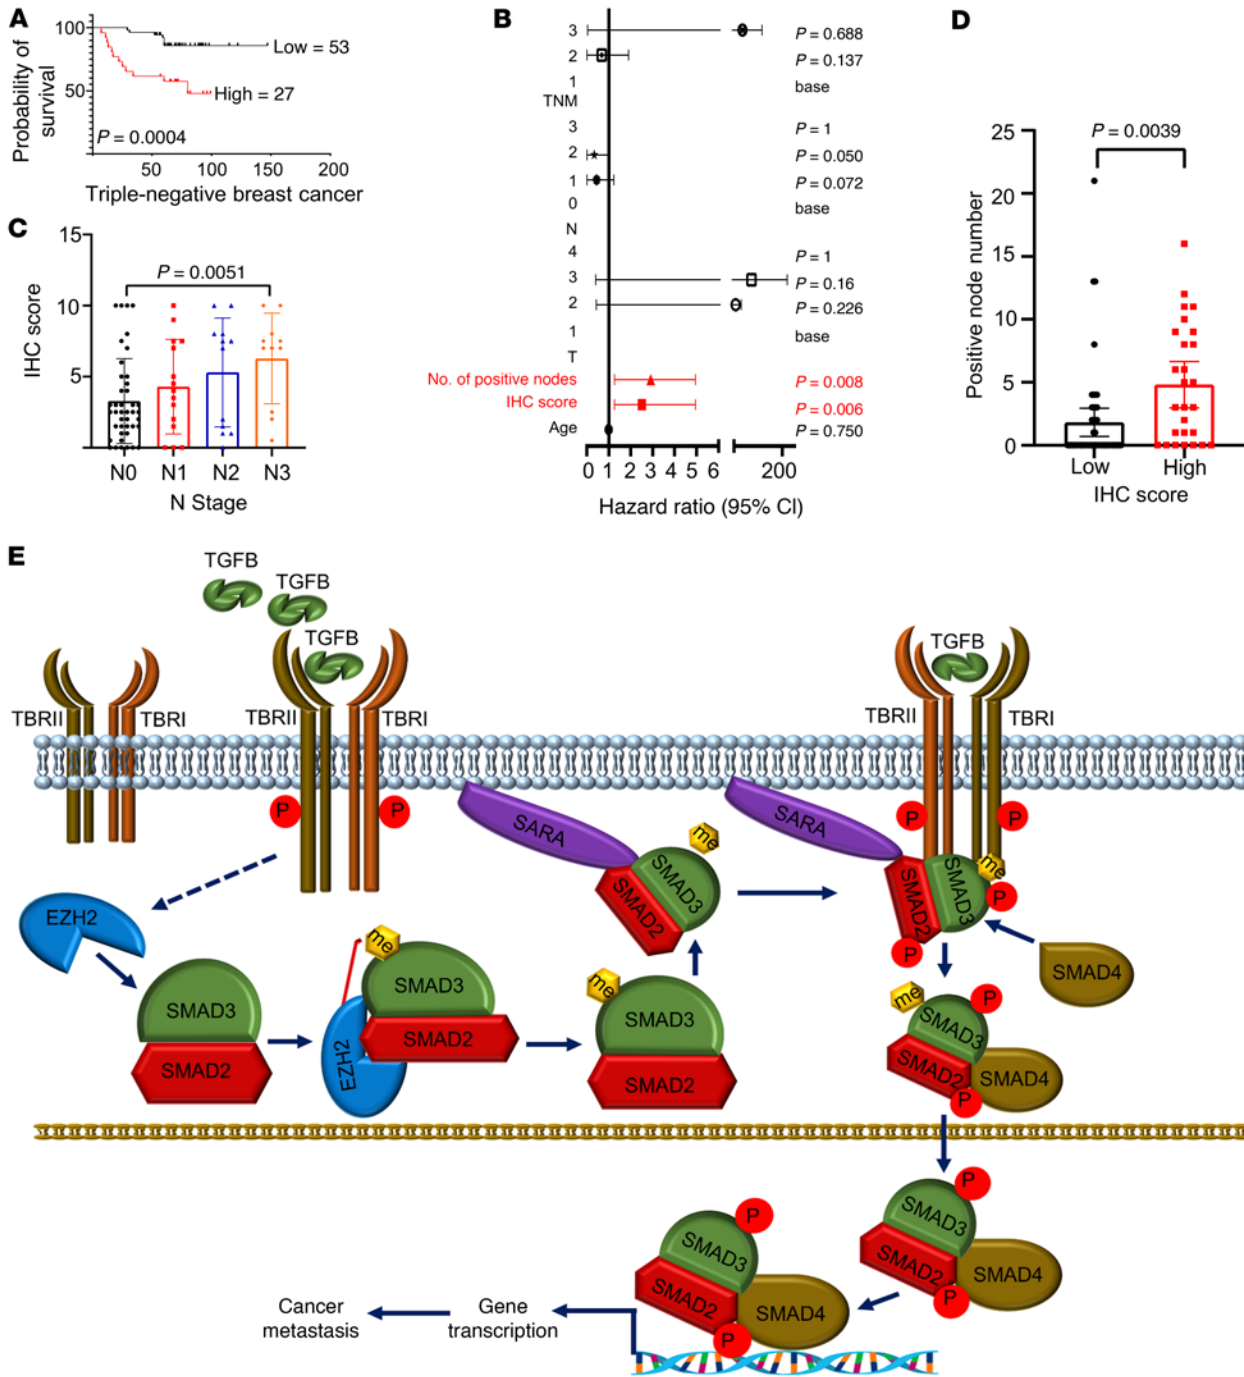 A
Probability of
survival
100
50
Low = 53
High = 27
P = 0.0004
50
100
150
200
Triple-negative breast cancer
B
3
P = 0.688
2
P = 0.137
1
base
TNM
3
P = 1
2
P = 0.050
1
P = 0.072
0
base
N
4
P = 1
3
P = 0.16
2
P = 0.226
1
base
T
No. of positive nodes
P = 0.008
IHC score
P = 0.006
Age
P = 0.750
0 1 2 3 4 5 6 200
Hazard ratio (95% CI)
C
IHC score
15
10
5
P = 0.0051
N0 N1 N2 N3
N Stage
D
Positive node number
25
20
15
10
5
0
P = 0.0039
Low High
IHC score
E
TGFB
TGFB
TGFB
TGFB
TBRII
TBRI
TBRII
TBRI
TBRII
TBRI
P
P
P
P
SARA
me
SMAD3
SMAD2
SARA
SMAD2
SMAD3
me
P
P
EZH2
SMAD3
SMAD2
me
SMAD3
SMAD2
EZH2
me
SMAD3
SMAD2
SMAD4
me
P
SMAD3
SMAD2
P
SMAD4
P
SMAD3
SMAD2
P
SMAD4
P
SMAD3
SMAD2
P
SMAD4
Gene
transcription
Cancer
metastasis